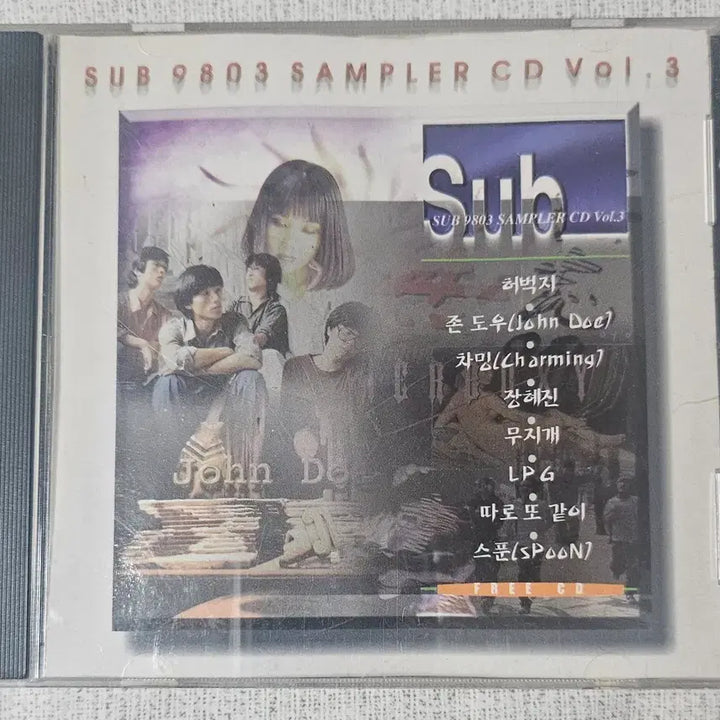 SUB 9803 SAMPLER CD Vol.3
Sub
SUB 9803 SAMPLER CD Vol.3
허벅지
존 도우(John Doe)
차밍(Charming)
장혜진
무지개
LPG
따로 또 같이
스푼(sPooN)
John Do
FREE CD